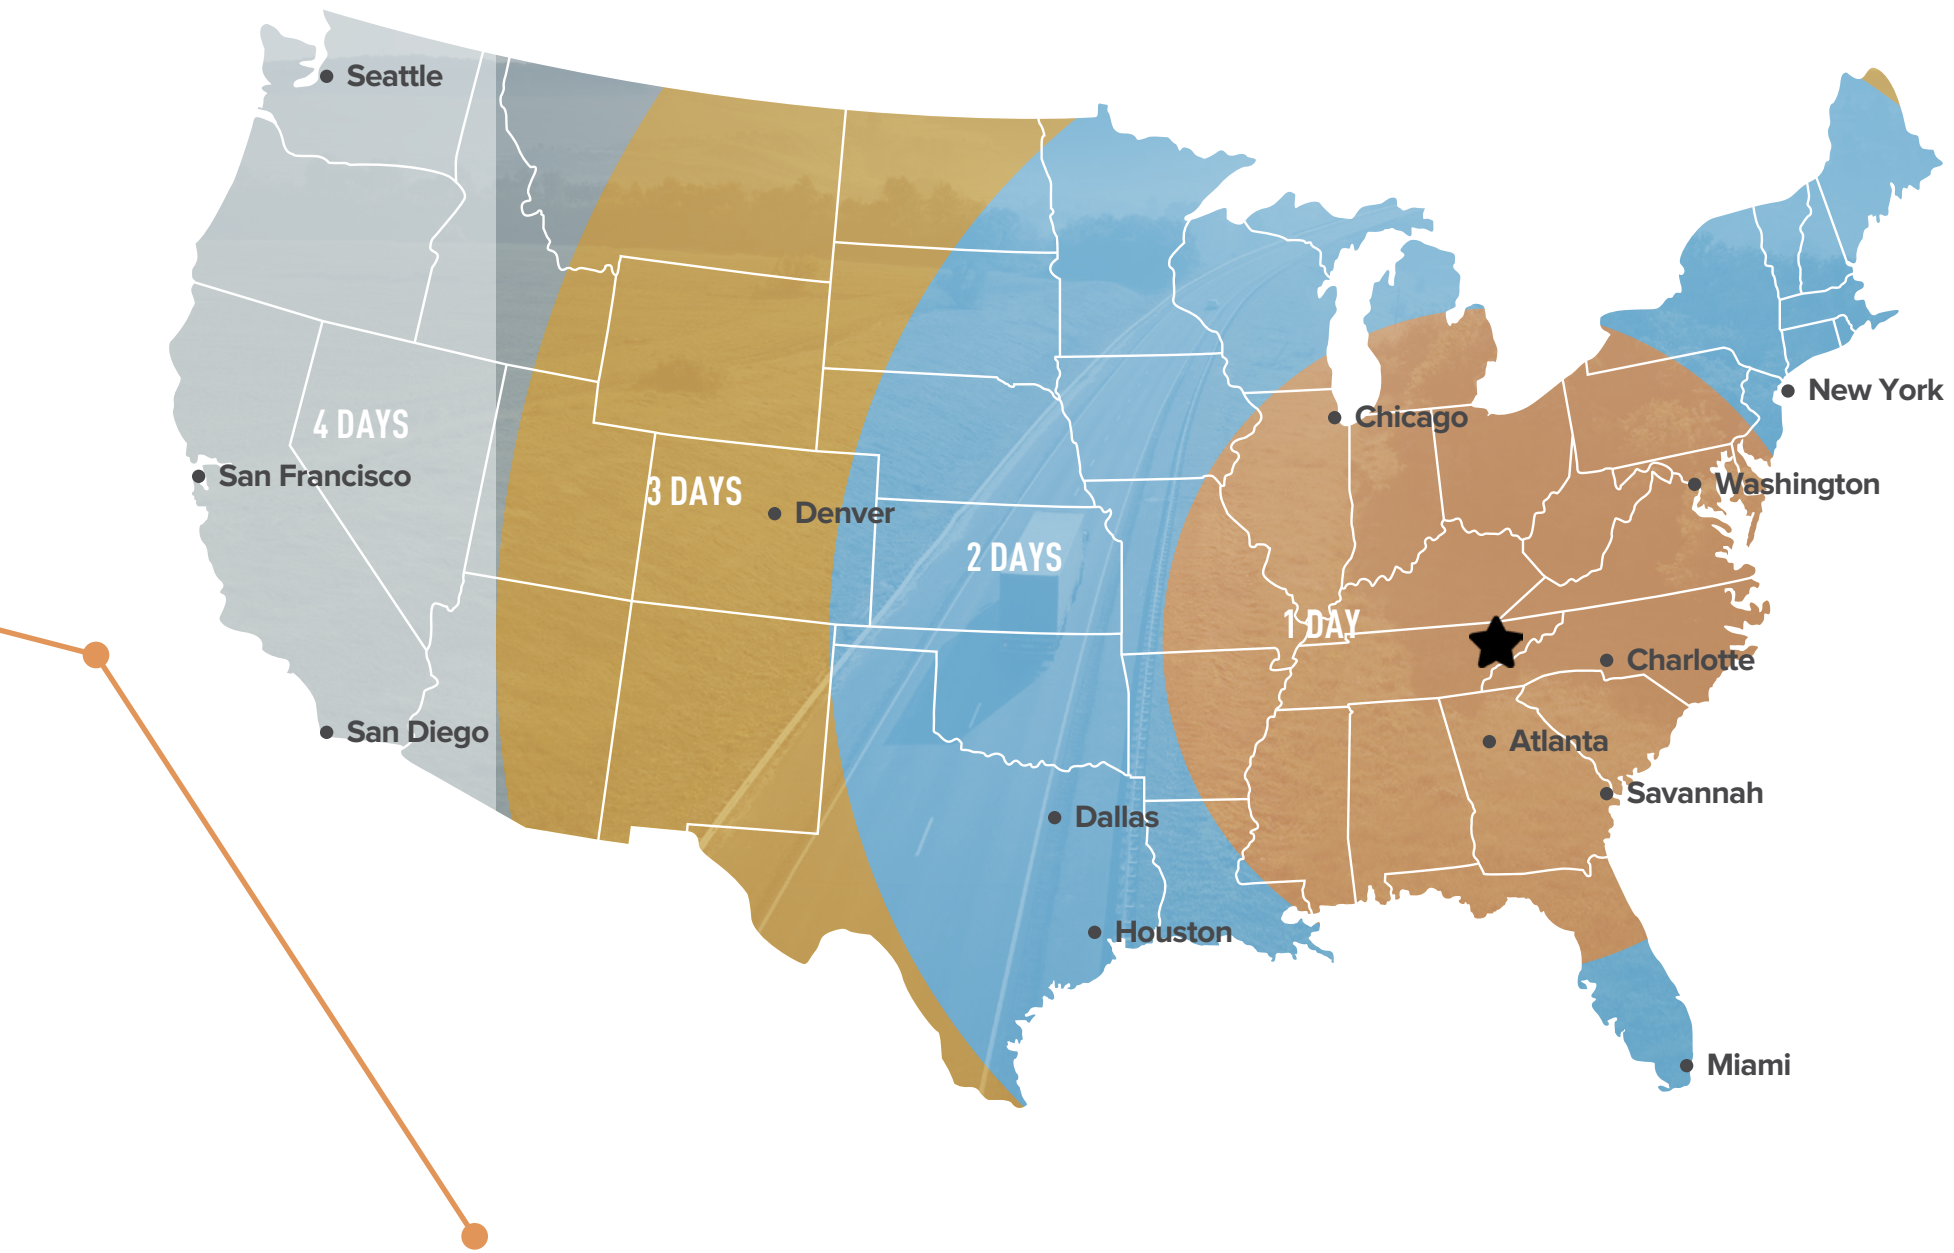 Seattle
New York
Chicago
4 DAYS
San Francisco
3 DAYS
Washington
Denver
2 DAYS
1 DAY
Charlotte
San Diego
Atlanta
Savannah
Dallas
Houston
Miami